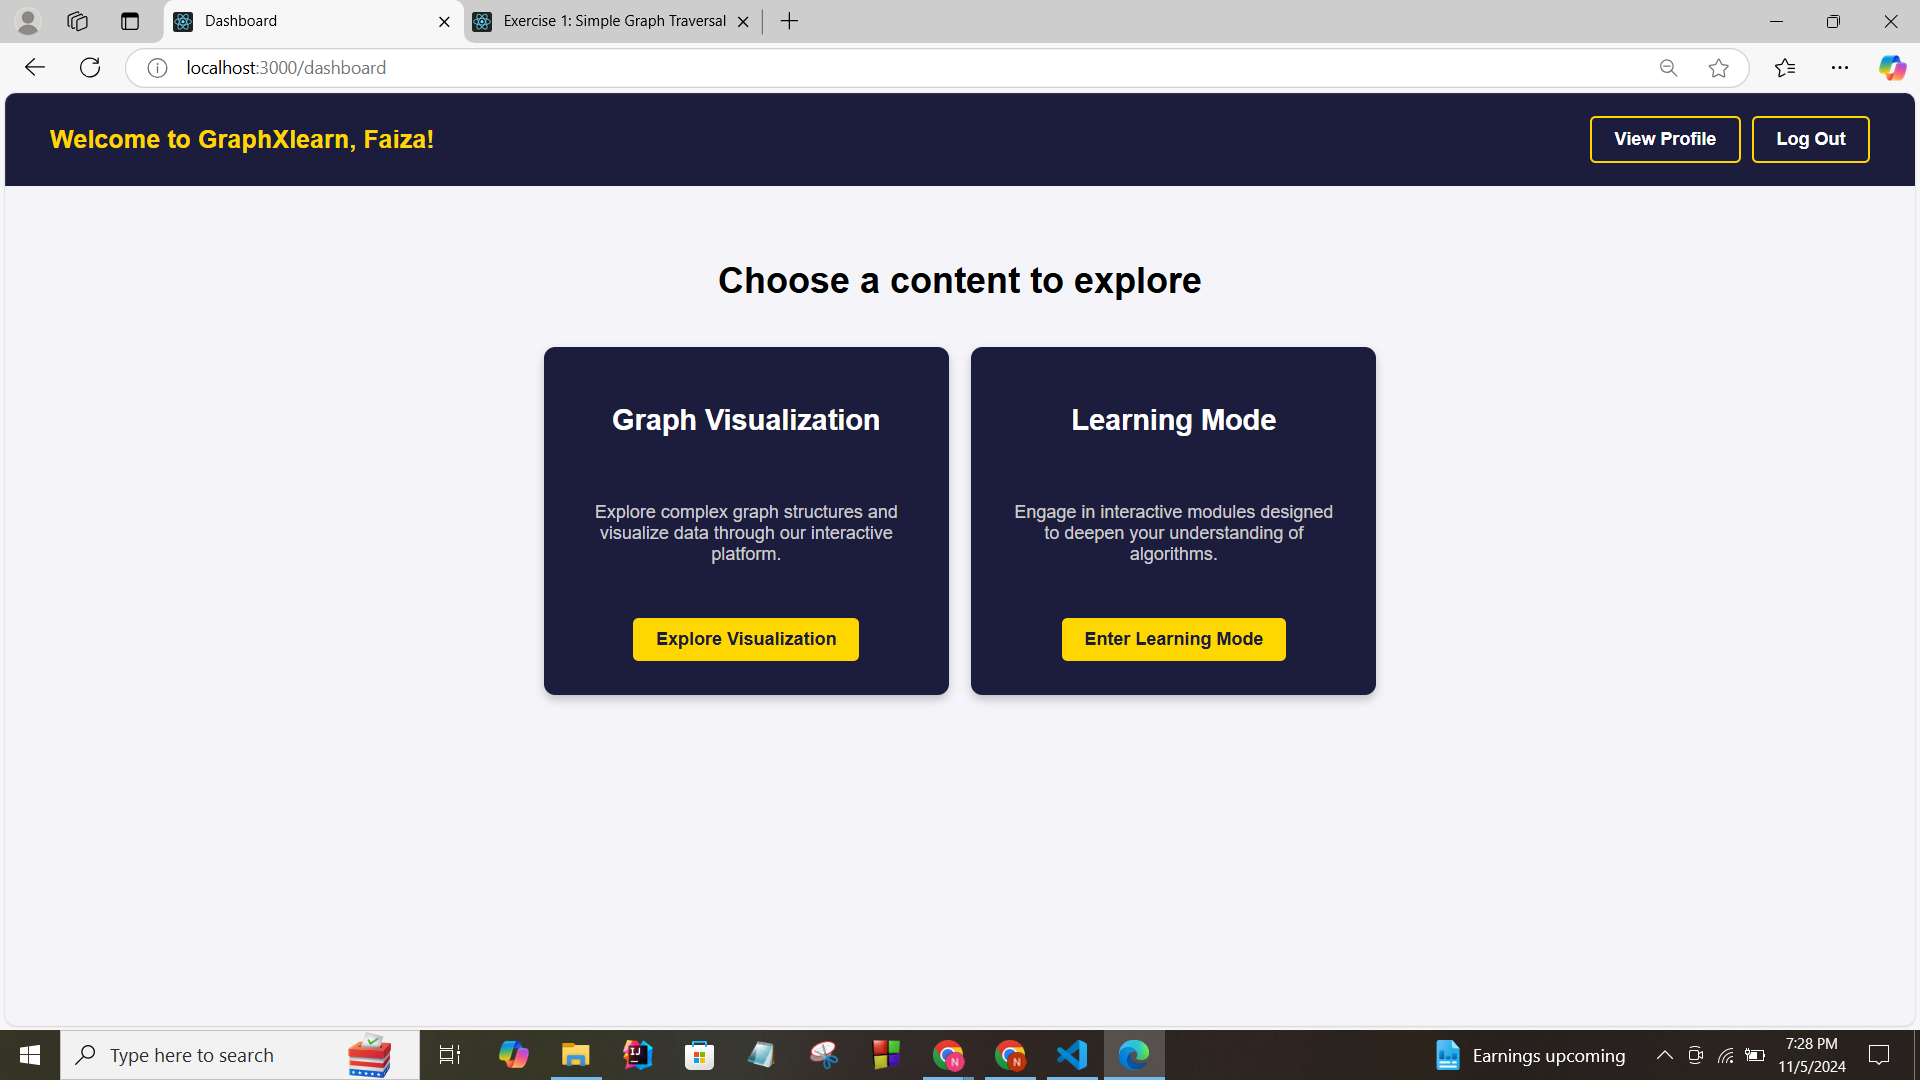 Dashboard
Exercise 1: Simple Graph Traversal
localhost:3000/dashboard
Welcome to GraphXlearn, Faiza!
View Profile
Log Out
Choose a content to explore
Graph Visualization
Explore complex graph structures and
visualize data through our interactive
platform.
Explore Visualization
Learning Mode
Engage in interactive modules designed
to deepen your understanding of
algorithms.
Enter Learning Mode
Type here to search
IJ
N
N
Earnings upcoming
7:28 PM
11/5/2024